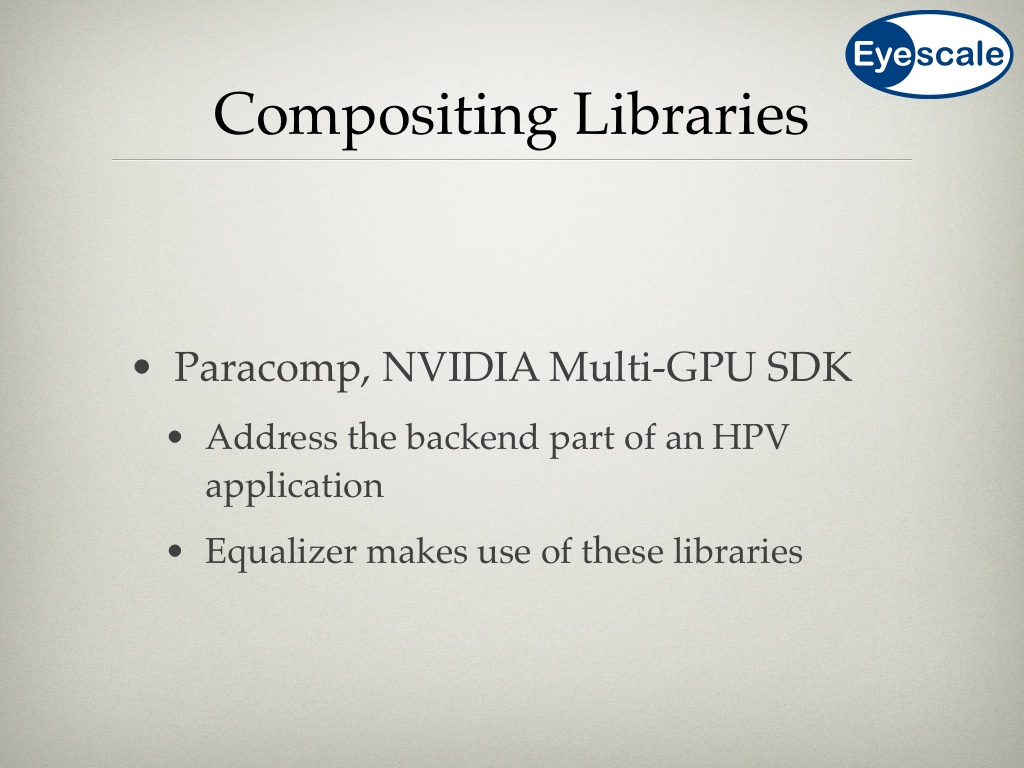 Eyescale
Compositing Libraries
• Paracomp, NVIDIA Multi-GPU SDK
• Address the backend part of an HPV
application
• Equalizer makes use of these libraries